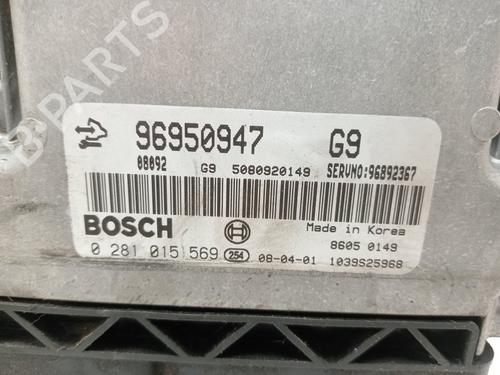 B PARTS
96950947 G9
08092 G9 5080920149 SERVNO:96892367
BOSCH
Made in Korea
8605 0149
0 281 015 569 254 08-04-01 1039S25968